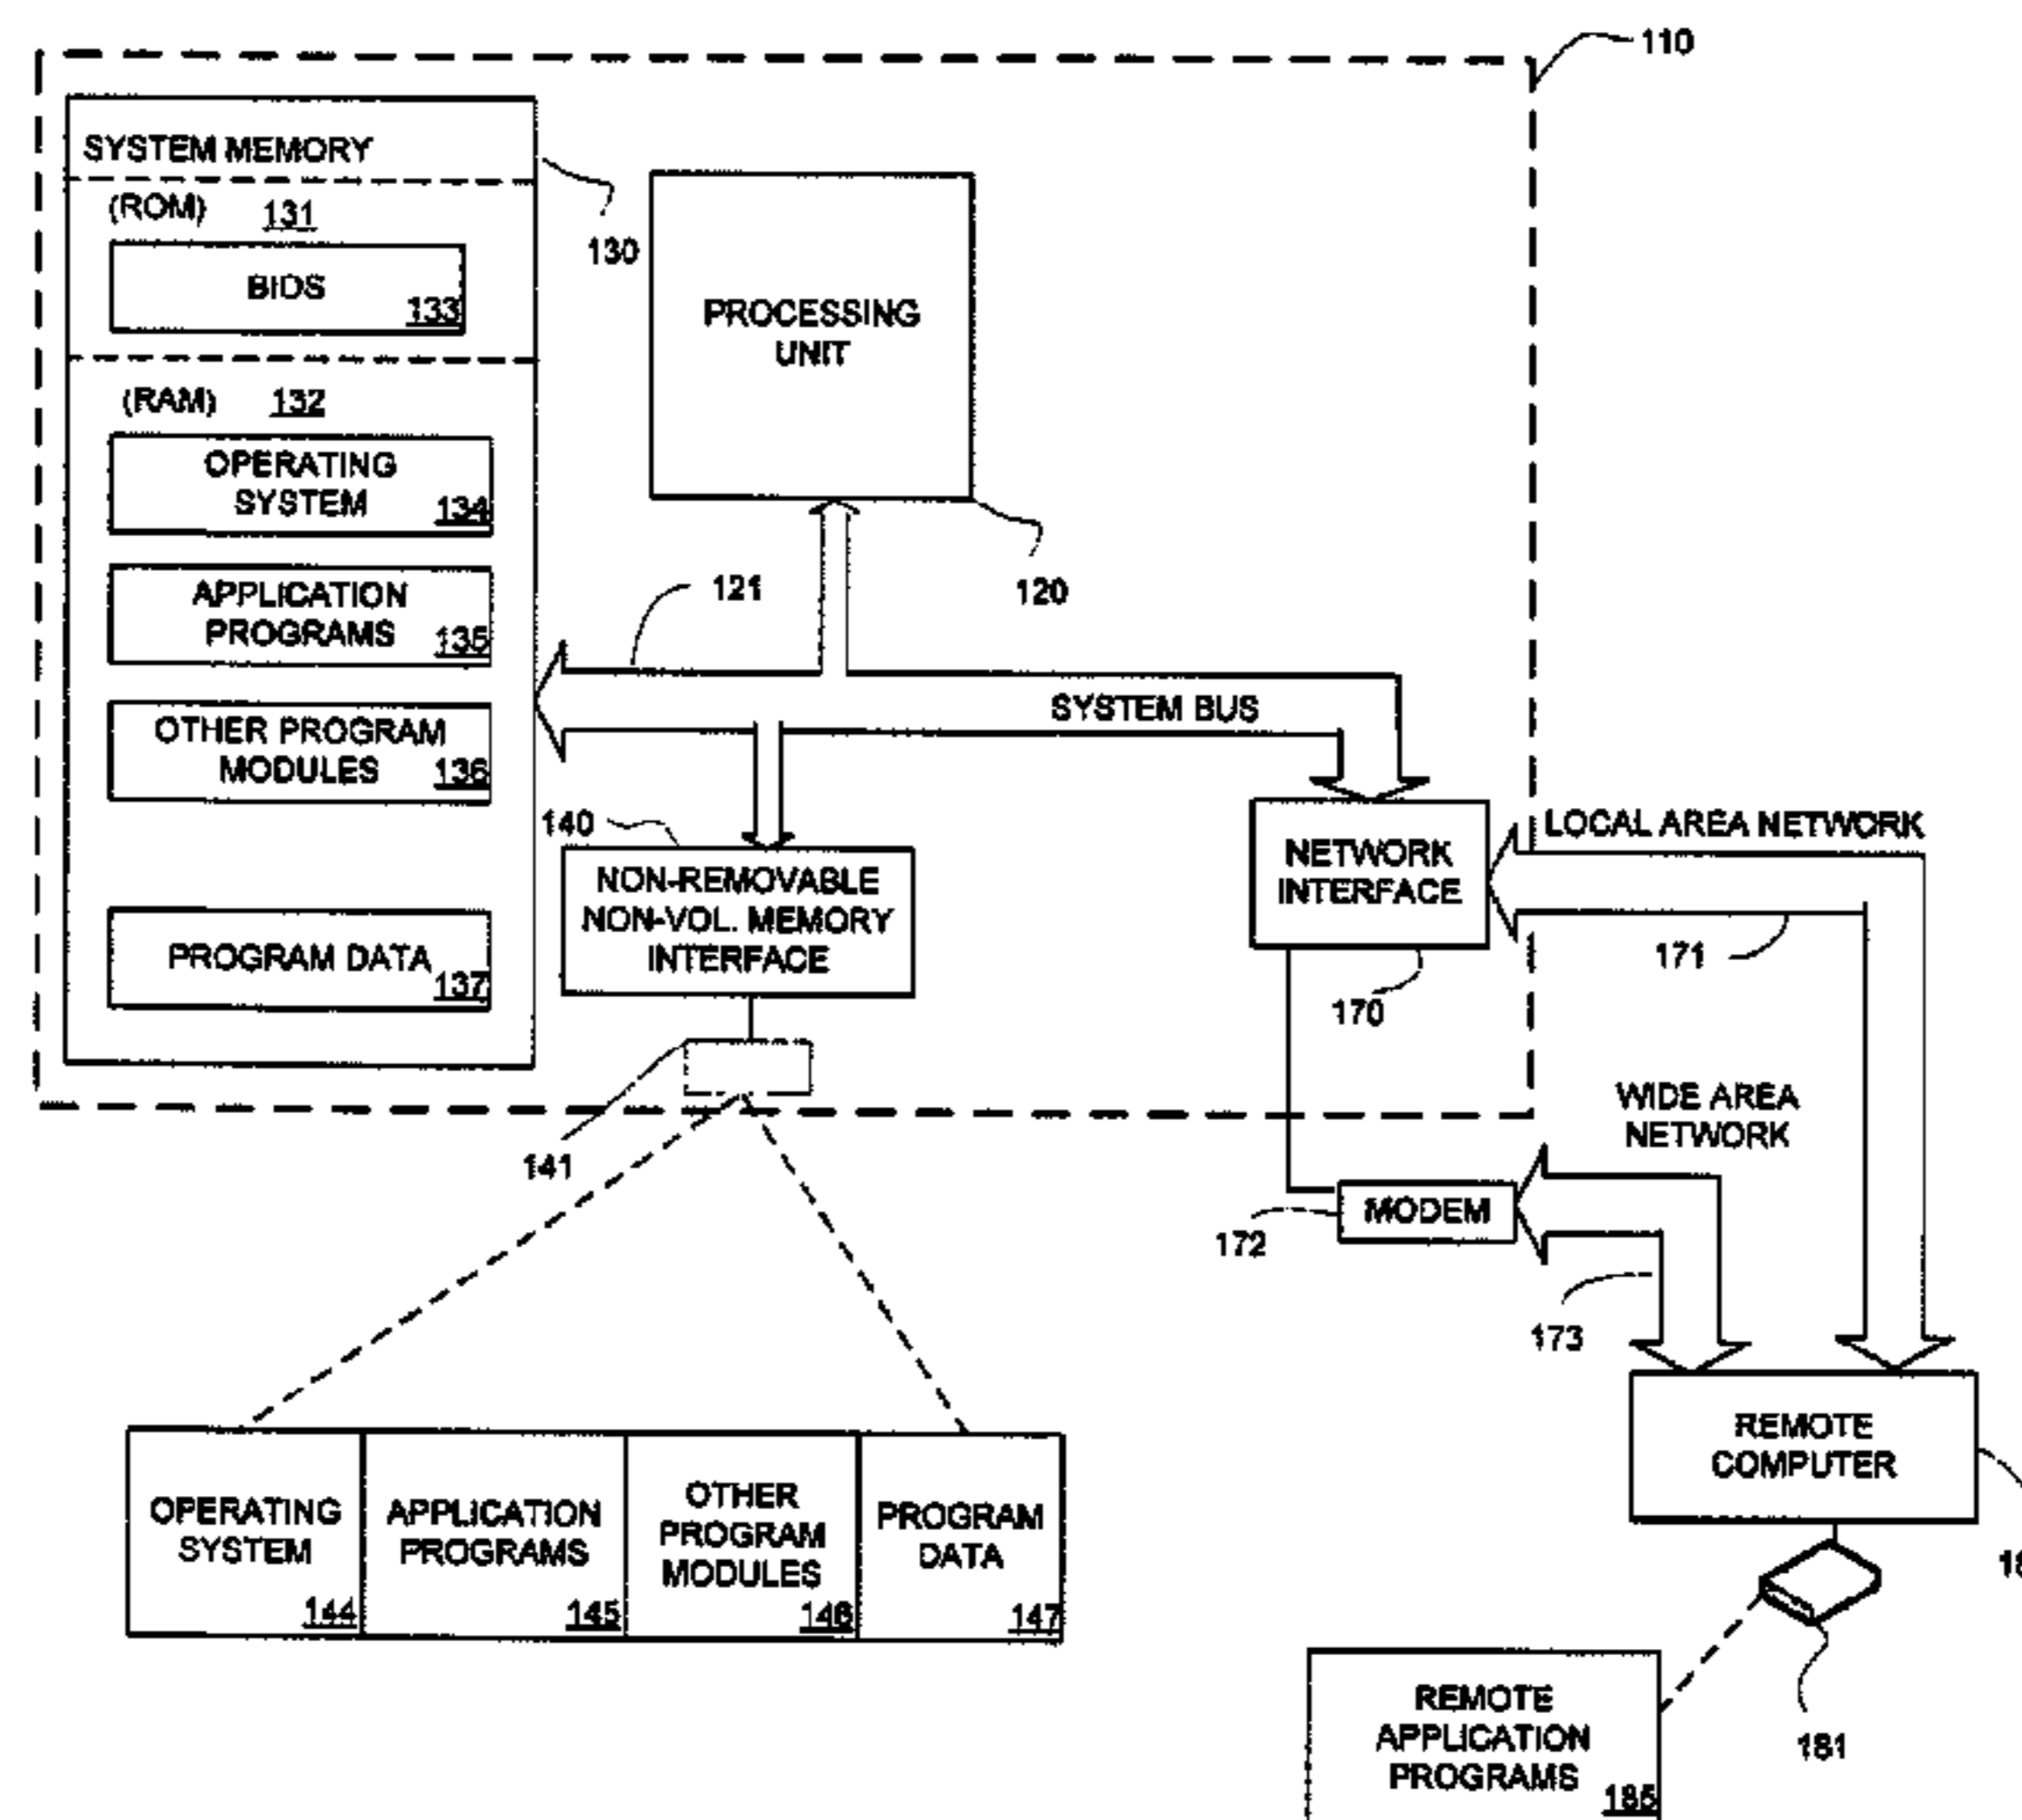 110
SYSTEM MEMORY
(ROM) 131
BIOS
133
130
PROCESSING
UNIT
120
(RAM) 132
OPERATING
SYSTEM 134
APPLICATION
PROGRAMS 135
OTHER PROGRAM
MODULES 136
PROGRAM DATA
137
121
SYSTEM BUS
140
NON-REMOVABLE
NON-VOL. MEMORY
INTERFACE
141
NETWORK
INTERFACE
170
LOCAL AREA NETWORK
171
WIDE AREA
NETWORK
MODEM
172
173
REMOTE
COMPUTER
181
OPERATING
SYSTEM
144
APPLICATION
PROGRAMS
145
OTHER
PROGRAM
MODULES
146
PROGRAM
DATA
147
REMOTE
APPLICATION
PROGRAMS
185